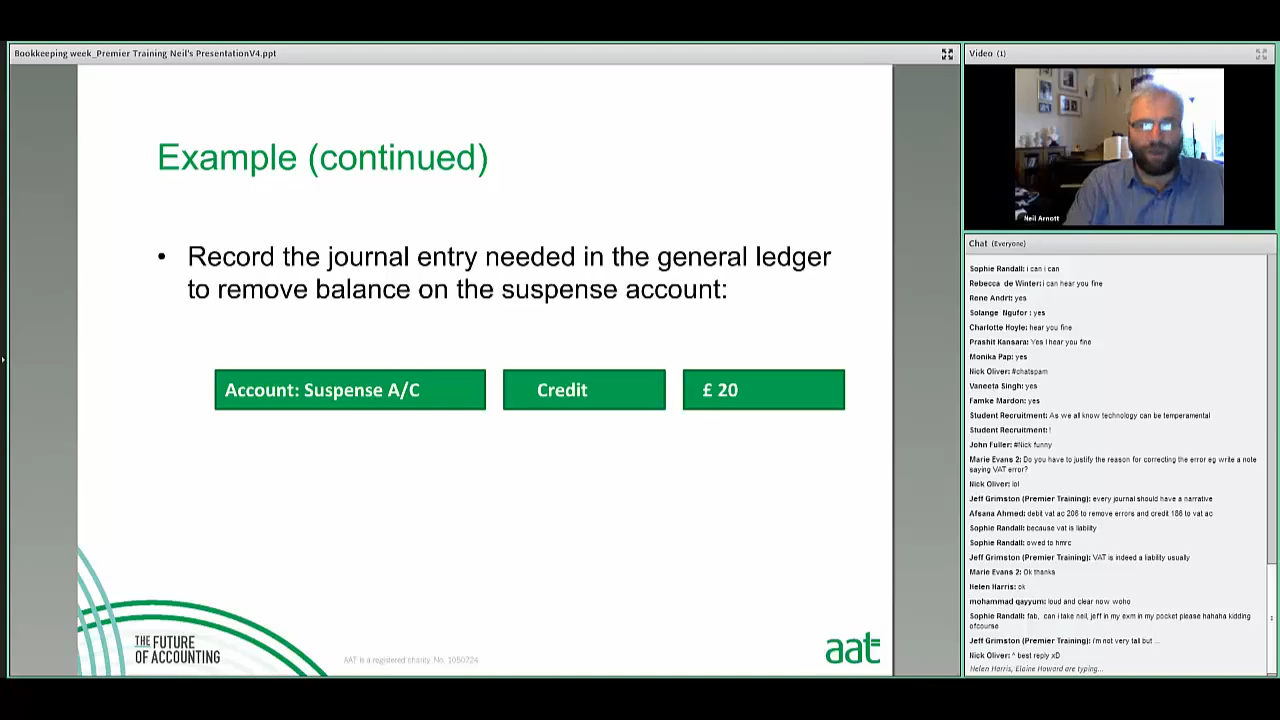 Bookkeeping week_Premier Training Neil's PresentationV4.ppt
Example (continued)
• Record the journal entry needed in the general ledger
to remove balance on the suspense account:
Account: Suspense A/C
Credit
£ 20
THE FUTURE
OF ACCOUNTING
AAT is a registered charity. No. 1050724
aat
Video (1)
Neil Arnott
Chat (Everyone)
Sophie Randall: i can i can
Rebecca de Winter: i can hear you fine
Rene Andrt: yes
Solange Ngufor : yes
Charlotte Hoyle: hear you fine
Prashit Kansara: Yes I hear you fine
Monika Pap: yes
Nick Oliver: #chatspam
Vaneeta Singh: yes
Famke Mardon: yes
Student Recruitment: As we all know technology can be temperamental
Student Recruitment: !
John Fuller: #Nick funny
Marie Evans 2: Do you have to justify the reason for correcting the error eg write a note
saying VAT error?
Nick Oliver: lol
Jeff Grimston (Premier Training): every journal should have a narrative
Afsana Ahmed: debit vat ac 206 to remove errors and credit 186 to vat ac
Sophie Randall: because vat is liability
Sophie Randall: owed to hmrc
Jeff Grimston (Premier Training): VAT is indeed a liability usually
Marie Evans 2: Ok thanks
Helen Harris: ok
mohammad qayyum: loud and clear now woho
Sophie Randall: fab, can i take neil, jeff in my exm in my pocket please hahaha kidding
ofcourse
Jeff Grimston (Premier Training): i'm not very tall but ...
Nick Oliver: ^ best reply xD
Helen Harris, Elaine Howard are typing...